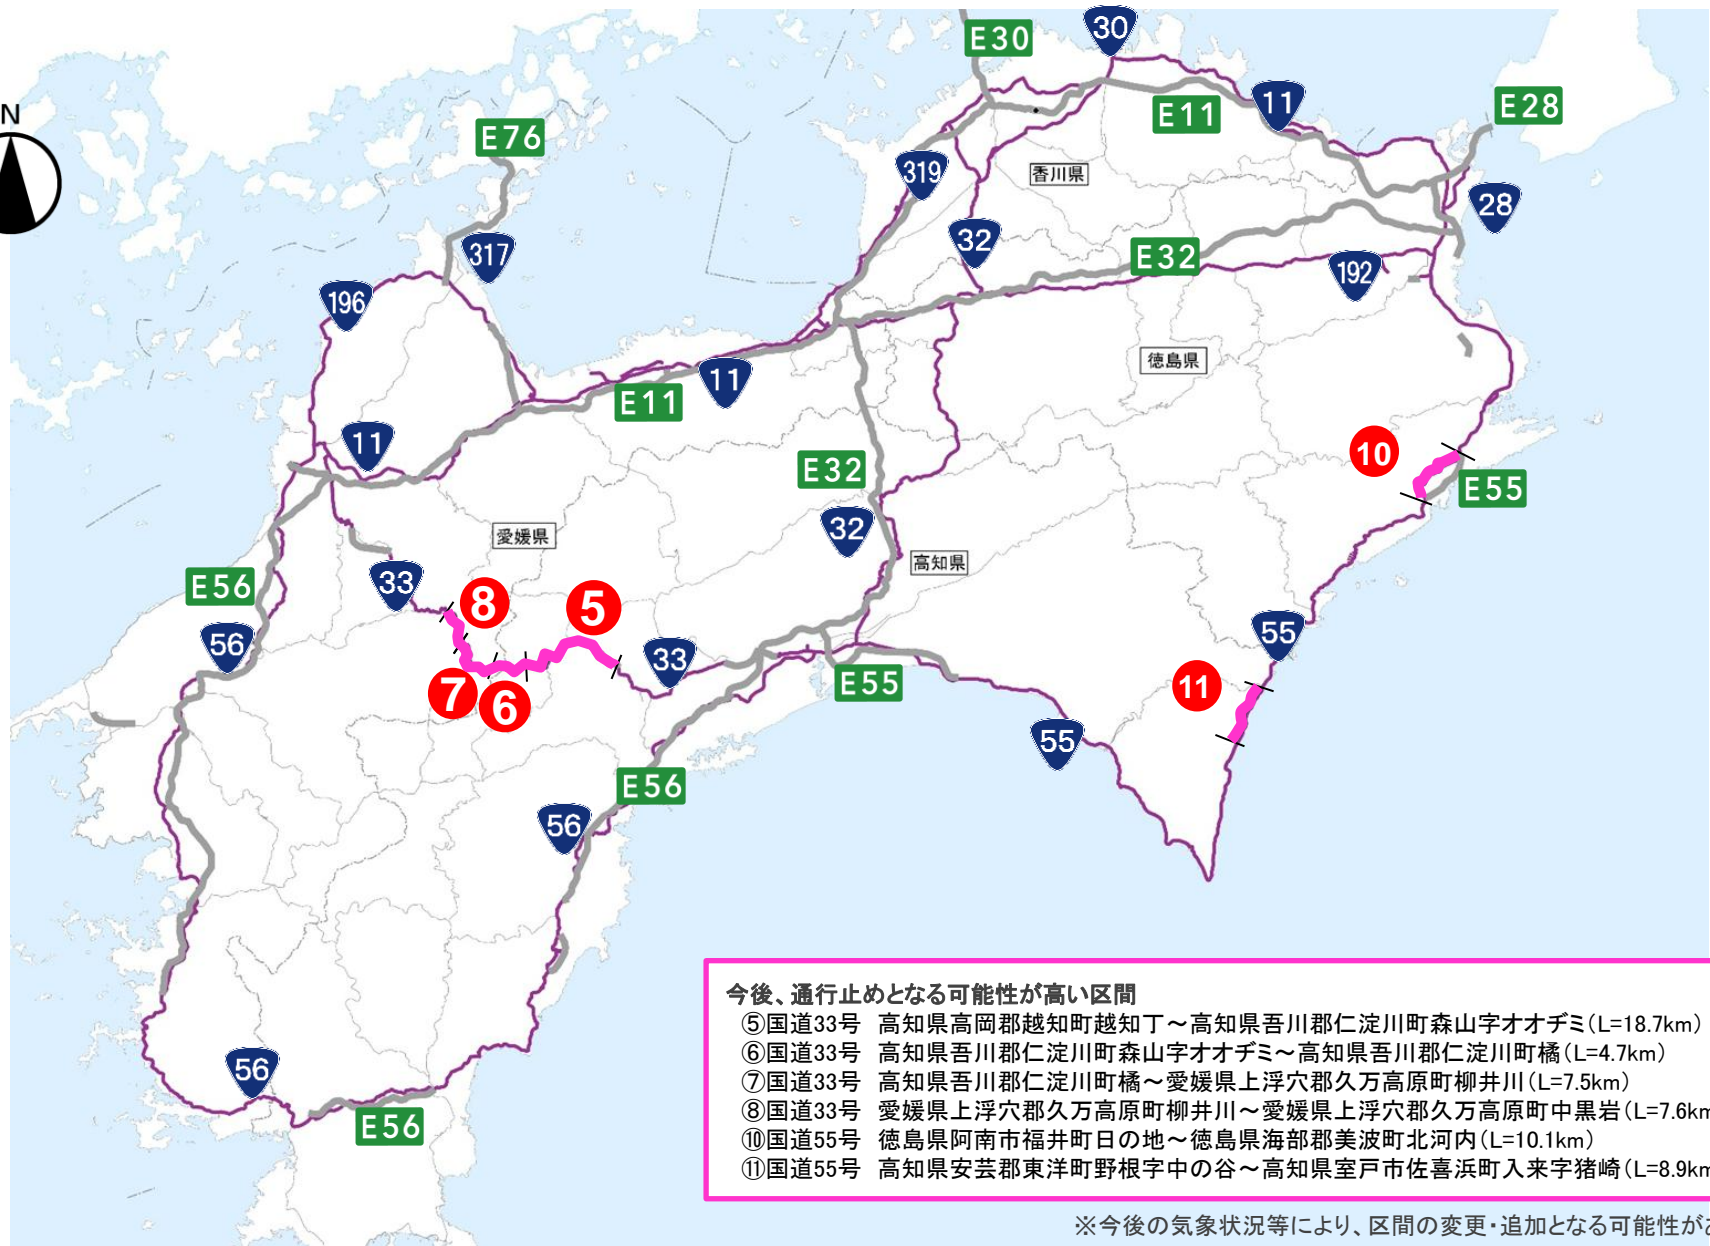 N
E30
30
E11
11
E28
E76
319
香川県
28
317
32
E32
192
196
徳島県
11
E11
11
E32
10
E55
32
愛媛県
高知県
33
E56
8
5
56
33
55
7
6
E55
11
55
E56
56
今後、通行止めとなる可能性が高い区間
⑤国道33号 高知県高岡郡越知町越知丁～高知県吾川郡仁淀川町森山字オオヂミ(L=18.7km)
⑥国道33号 高知県吾川郡仁淀川町森山字オオヂミ～高知県吾川郡仁淀川町橘(L=4.7km)
⑦国道33号 高知県吾川郡仁淀川町橘～愛媛県上浮穴郡久万高原町柳井川(L=7.5km)
⑧国道33号 愛媛県上浮穴郡久万高原町柳井川～愛媛県上浮穴郡久万高原町中黒岩(L=7.6km
⑩国道55号 徳島県阿南市福井町日の地～徳島県海部郡美波町北河内(L=10.1km)
⑪国道55号 高知県安芸郡東洋町野根字中の谷～高知県室戸市佐喜浜町入来字猪崎(L=8.9km
56
E56
※今後の気象状況等により、区間の変更・追加となる可能性が